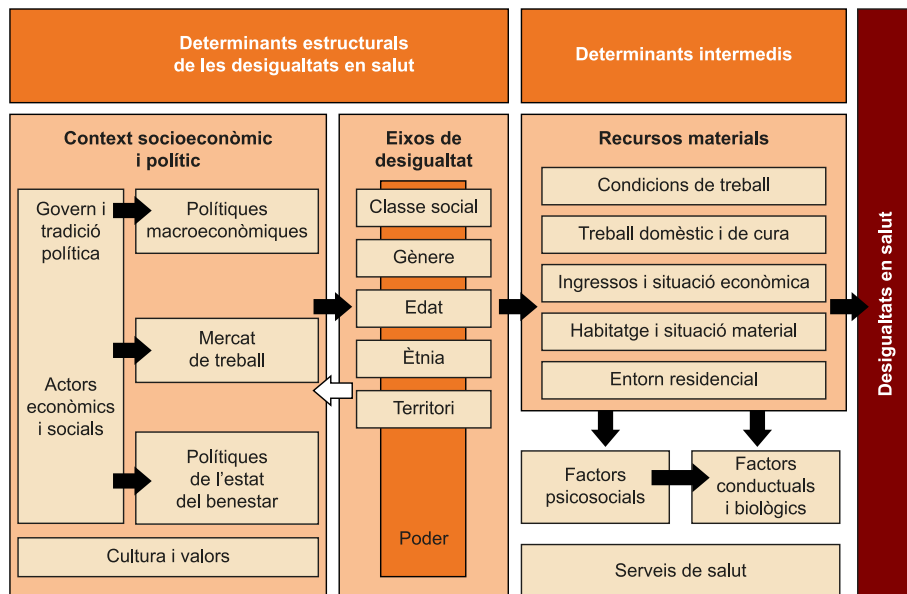 Determinants estructurals
de les desigualtats en salut
Determinants intermedis
Context socioeconòmic
i polític
Govern i
tradició
política
Actors
econòmics
i socials
Polítiques
macroeconòmiques
Mercat
de treball
Polítiques
de l’estat
del benestar
Cultura i valors
Eixos de
desigualtat
Classe social
Gènere
Edat
Ètnia
Territori
Poder
Recursos materials
Condicions de treball
Treball domèstic i de cura
Ingressos i situació econòmica
Habitatge i situació material
Entorn residencial
Factors
psicosocials
Factors
conductuals
i biològics
Serveis de salut
Desigualtats en salut